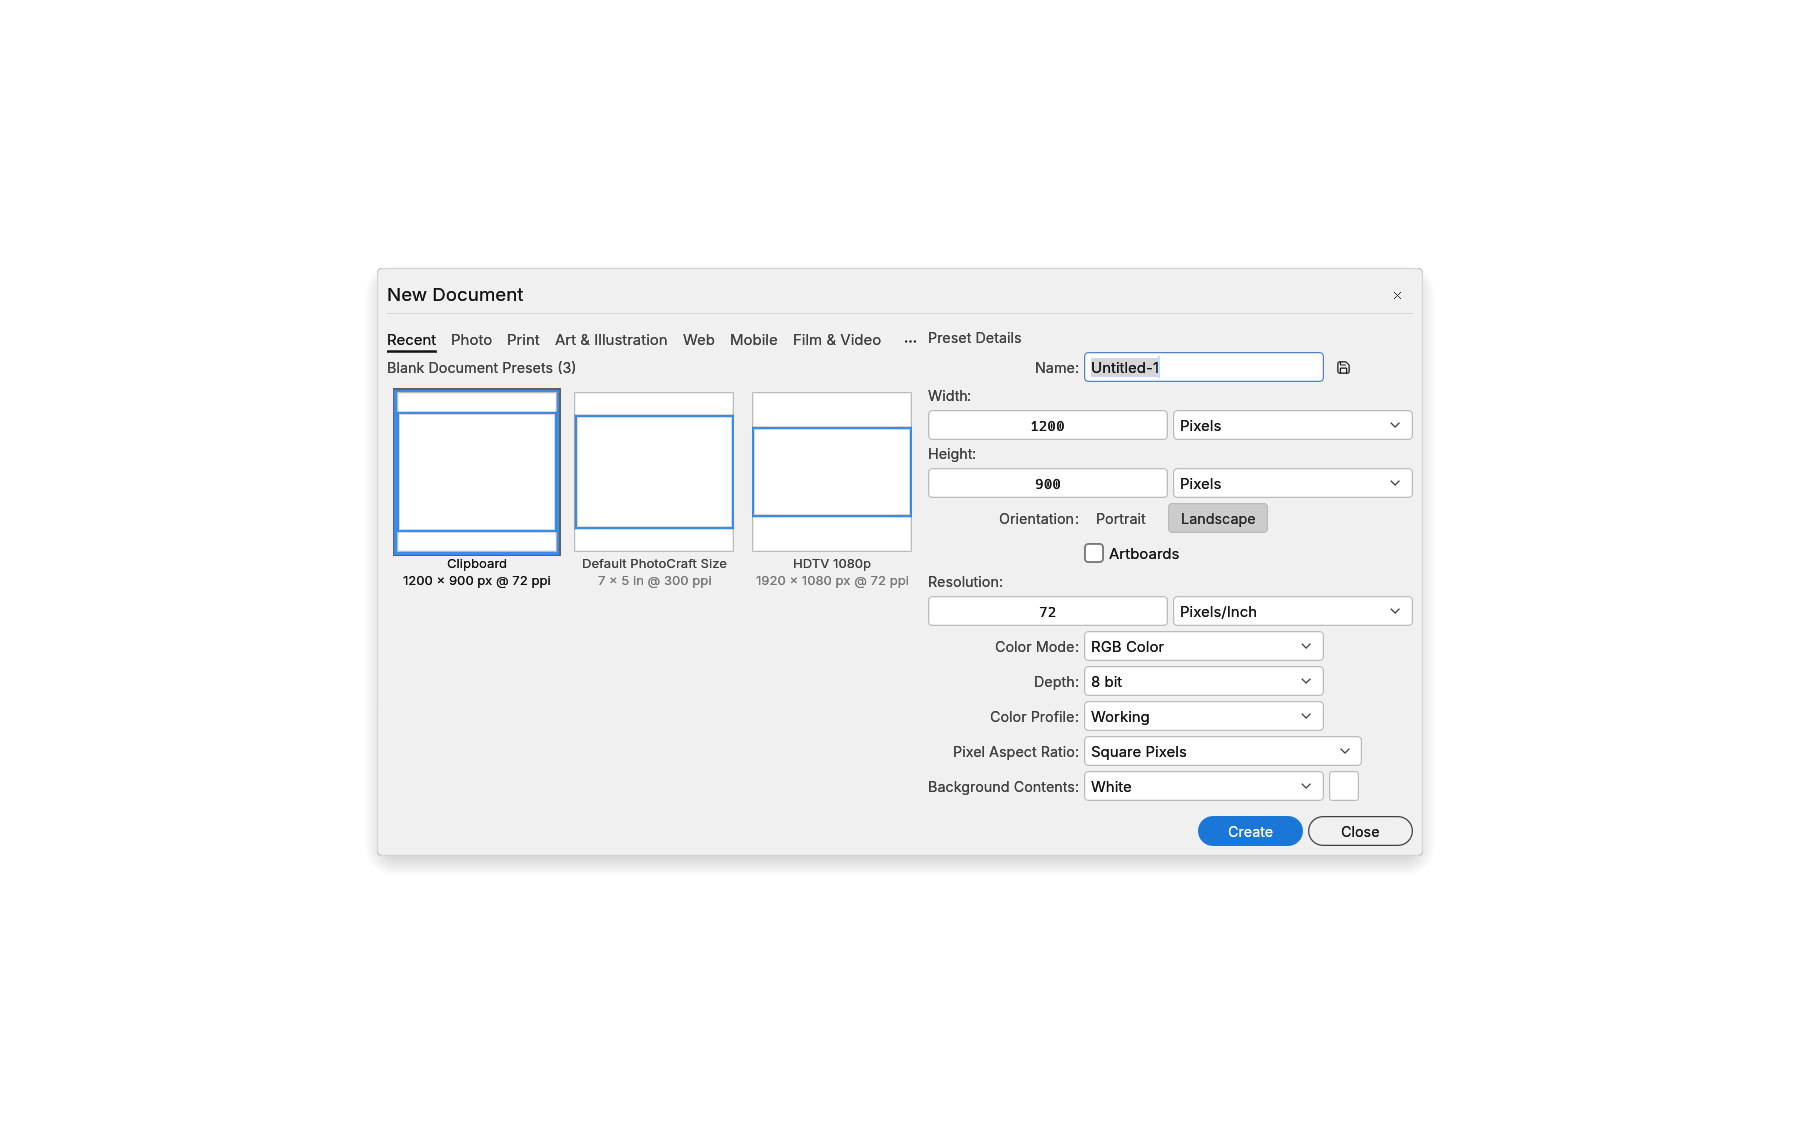 New Document
Recent Photo Print Art & Illustration Web Mobile Film & Video ...
Blank Document Presets (3)
Clipboard
1200 × 900 px @ 72 ppi
Default PhotoCraft Size
7 × 5 in @ 300 ppi
HDTV 1080p
1920 × 1080 px @ 72 ppi
Preset Details
Name: Untitled-1
Width:
1200 Pixels
Height:
900 Pixels
Orientation: Portrait Landscape
Artboards
Resolution:
72 Pixels/Inch
Color Mode: RGB Color
Depth: 8 bit
Color Profile: Working
Pixel Aspect Ratio: Square Pixels
Background Contents: White
Create Close